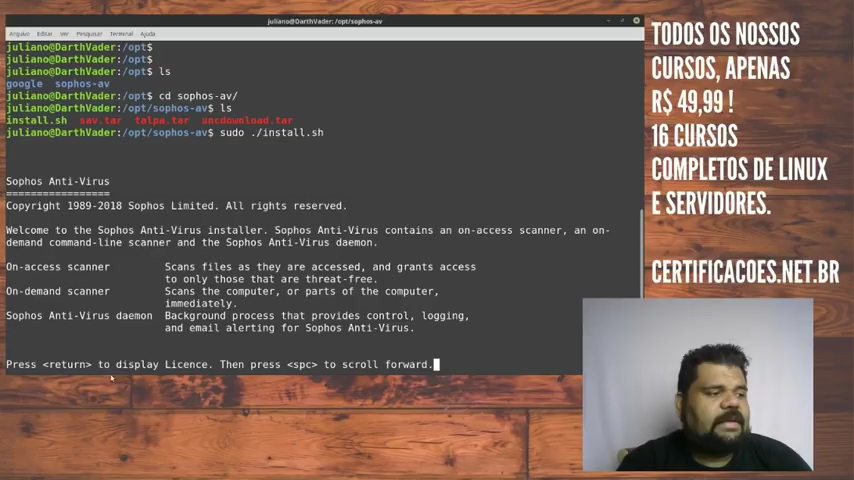 juliano@DarthVader: /opt/sophos-av
Arquivo Editar Ver Pesquisar Terminal Ajuda
juliano@DarthVader:/opt$
juliano@DarthVader:/opt$
juliano@DarthVader:/opt$ ls
google sophos-av
juliano@DarthVader:/opt$ cd sophos-av/
juliano@DarthVader:/opt/sophos-av$ ls
install.sh sav.tar talpa.tar uncdownload.tar
juliano@DarthVader:/opt/sophos-av$ sudo ./install.sh
Sophos Anti-Virus
=================
Copyright 1989-2018 Sophos Limited. All rights reserved.
Welcome to the Sophos Anti-Virus installer. Sophos Anti-Virus contains an on-access scanner, an on-
demand command-line scanner and the Sophos Anti-Virus daemon.
On-access scanner Scans files as they are accessed, and grants access
to only those that are threat-free.
On-demand scanner Scans the computer, or parts of the computer,
immediately.
Sophos Anti-Virus daemon Background process that provides control, logging,
and email alerting for Sophos Anti-Virus.
Press <return> to display Licence. Then press <spc> to scroll forward.
TODOS OS NOSSOS
CURSOS, APENAS
R$ 49,99 !
16 CURSOS
COMPLETOS DE LINUX
E SERVIDORES.
CERTIFICACOES.NET.BR